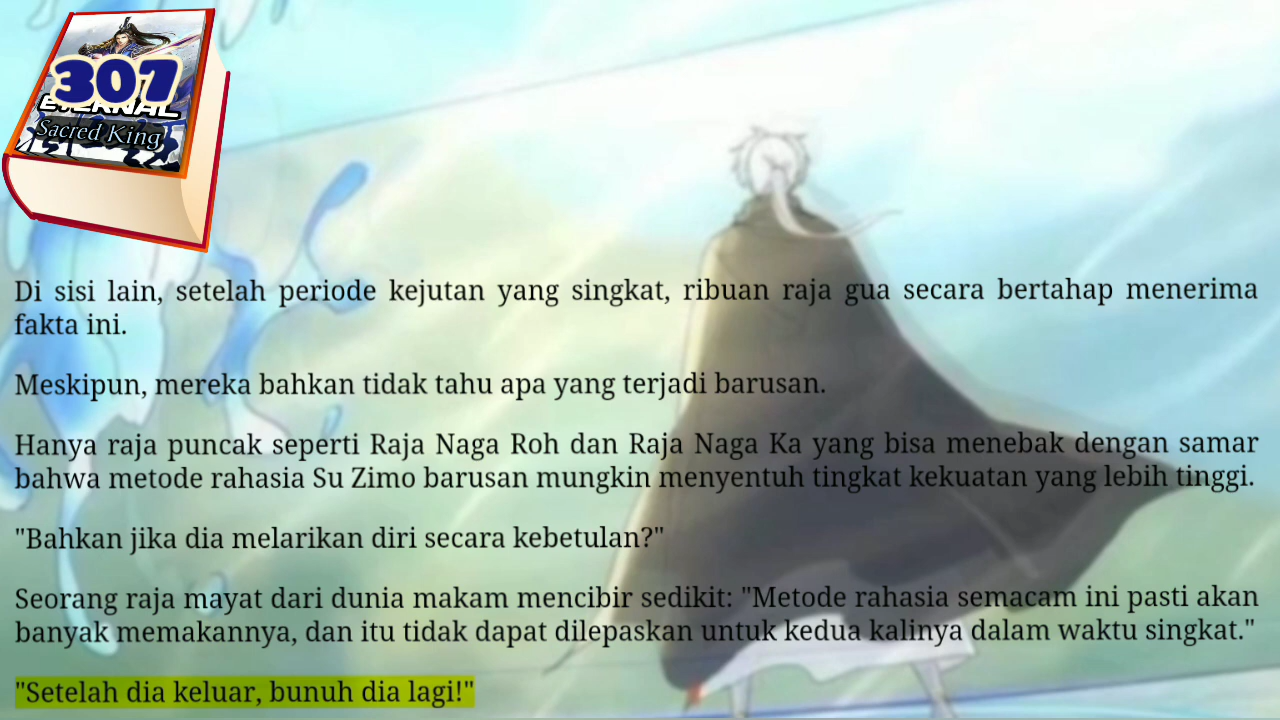 307
ETERNAL
Sacred King
Di sisi lain, setelah periode kejutan yang singkat, ribuan raja gua secara bertahap menerima
fakta ini.
Meskipun, mereka bahkan tidak tahu apa yang terjadi barusan.
Hanya raja puncak seperti Raja Naga Roh dan Raja Naga Ka yang bisa menebak dengan samar
bahwa metode rahasia Su Zimo barusan mungkin menyentuh tingkat kekuatan yang lebih tinggi.
"Bahkan jika dia melarikan diri secara kebetulan?"
Seorang raja mayat dari dunia makam mencibir sedikit: "Metode rahasia semacam ini pasti akan
banyak memakannya, dan itu tidak dapat dilepaskan untuk kedua kalinya dalam waktu singkat."
"Setelah dia keluar, bunuh dia lagi!"